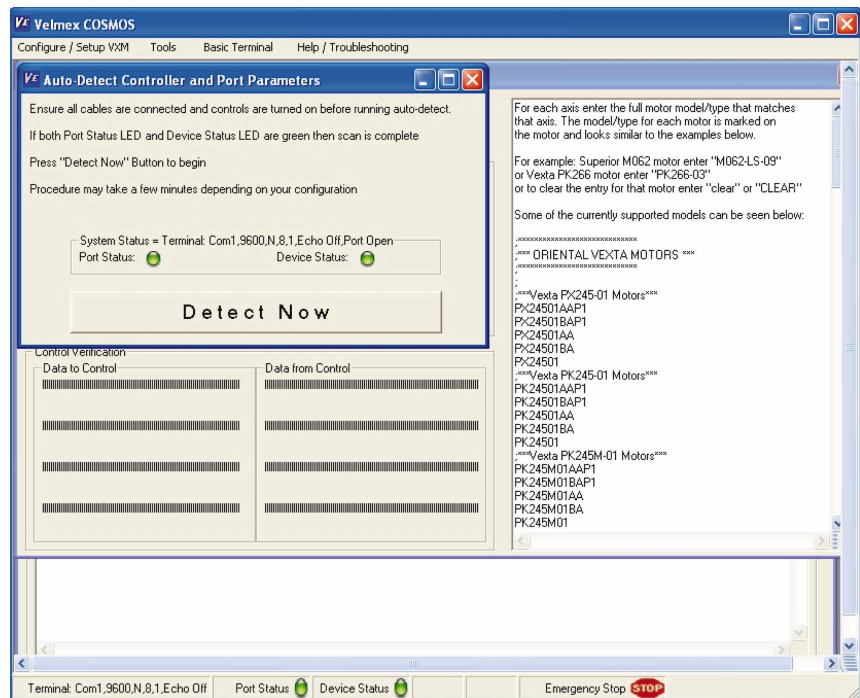 VE Velmex COSMOS
Configure / Setup VXM Tools Basic Terminal Help / Troubleshooting
VE Auto-Detect Controller and Port Parameters
Ensure all cables are connected and controls are turned on before running auto-detect.
If both Port Status LED and Device Status LED are green then scan is complete
Press "Detect Now" Button to begin
Procedure may take a few minutes depending on your configuration
System Status = Terminal: Com1,9600,N,8,1,Echo Off,Port Open
Port Status: Device Status:
Detect Now
Control Verification
Data to Control Data from Control
For each axis enter the full motor model/type that matches
that axis. The model/type for each motor is marked on
the motor and looks similar to the examples below.
For example: Superior M062 motor enter "M062-LS-09"
or Vexta PK266 motor enter "PK266-03"
or to clear the entry for that motor enter "clear" or "CLEAR"
Some of the currently supported models can be seen below:
;*** ORIENTAL VEXTA MOTORS ***
;
;
;***Vexta PX245-01 Motors***
PX24501AAP1
PX24501BAP1
PX24501AA
PX24501BA
PX24501
;***Vexta PK245-01 Motors***
PK24501AAP1
PK24501BAP1
PK24501AA
PK24501BA
PK24501
;***Vexta PK245M-01 Motors***
PK245M01AAP1
PK245M01BAP1
PK245M01AA
PK245M01BA
PK245M01
Terminal: Com1,9600,N,8,1,Echo Off Port Status Device Status Emergency Stop STOP